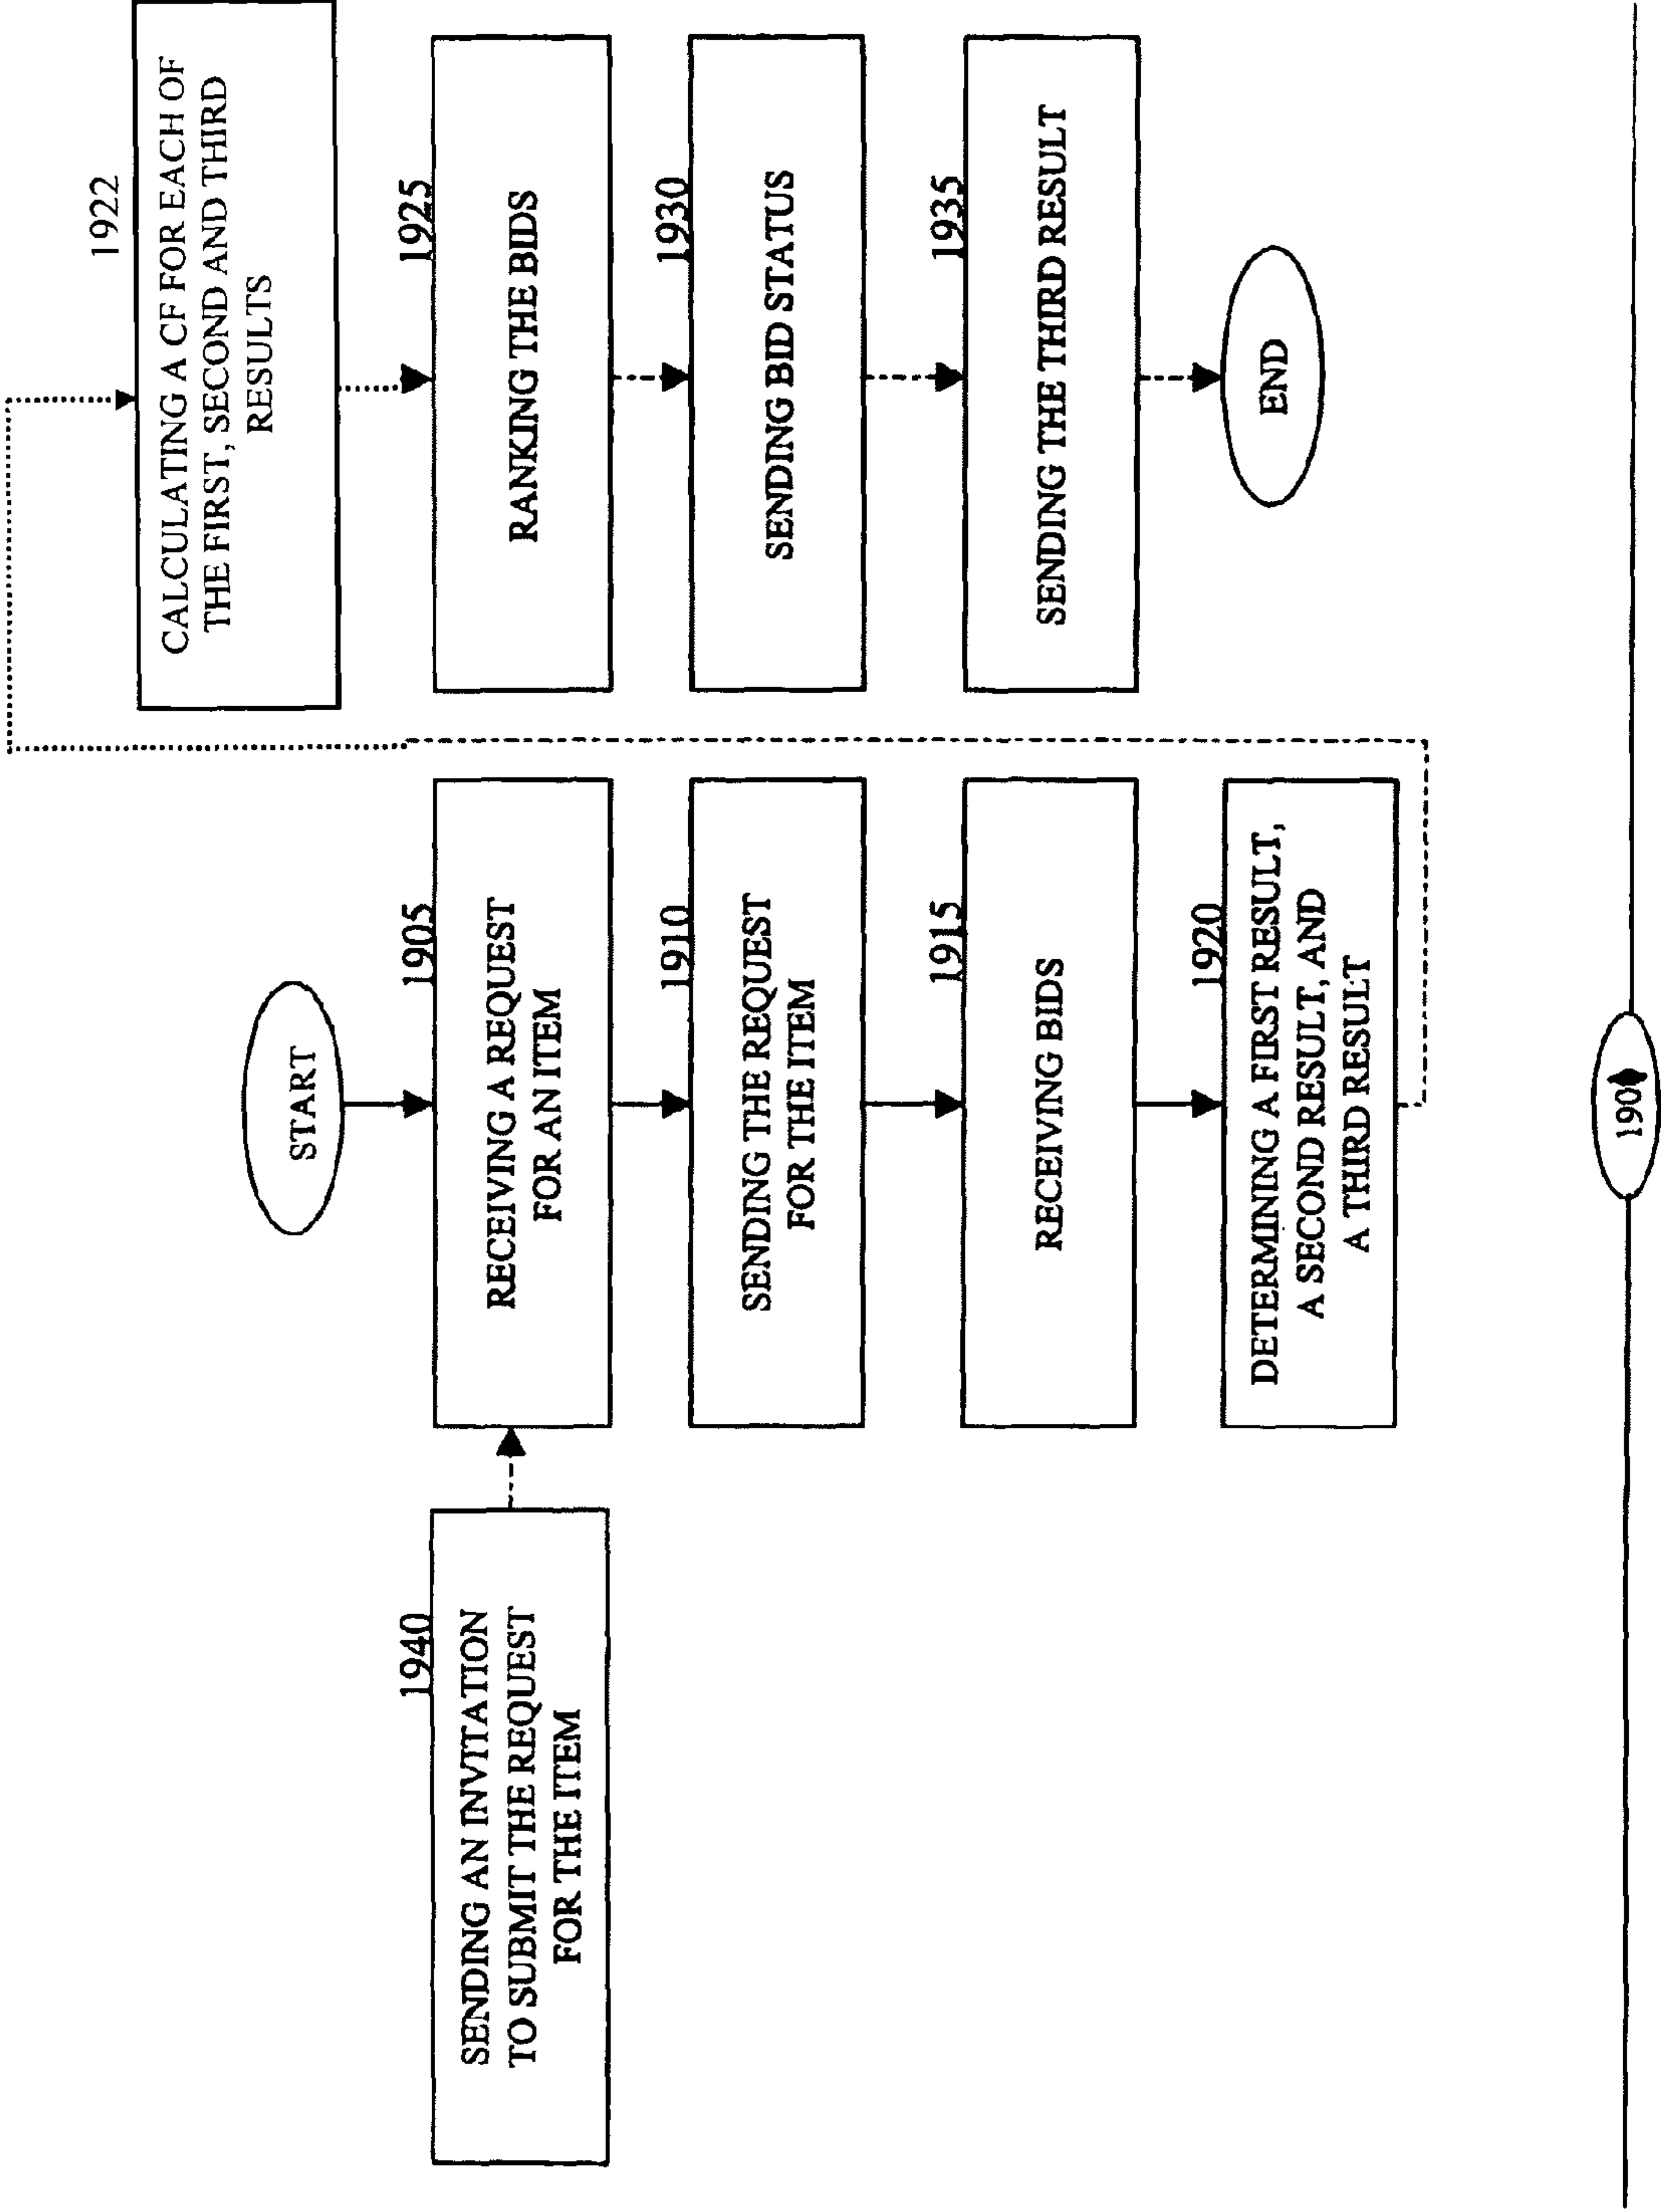 1940
SENDING AN INVITATION
TO SUBMIT THE REQUEST
FOR THE ITEM
START
1905
RECEIVING A REQUEST
FOR AN ITEM
1910
SENDING THE REQUEST
FOR THE ITEM
1915
RECEIVING BIDS
1920
DETERMINING A FIRST RESULT,
A SECOND RESULT, AND
A THIRD RESULT
1922
CALCULATING A CF FOR EACH OF
THE FIRST, SECOND AND THIRD
RESULTS
1925
RANKING THE BIDS
1930
SENDING BID STATUS
1935
SENDING THE THIRD RESULT
END